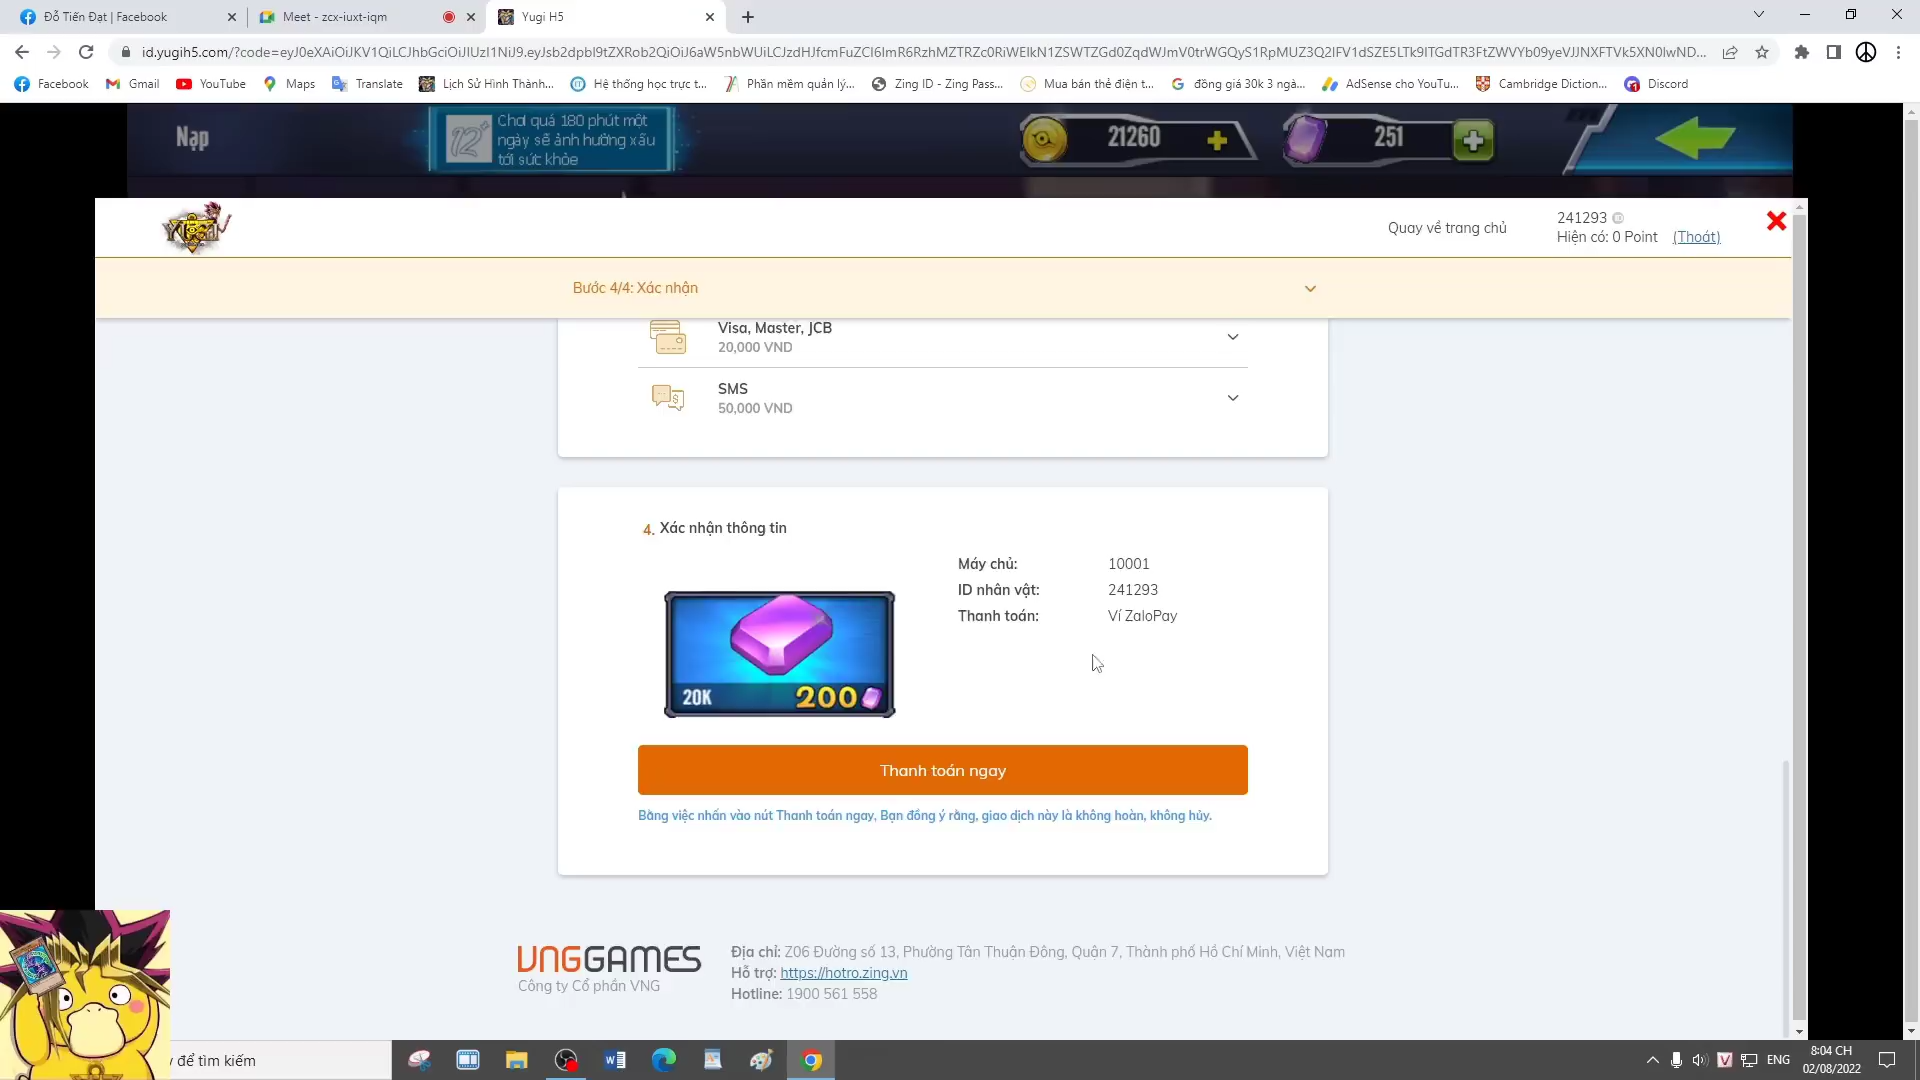 Đỗ Tiến Đạt | Facebook
Meet - zcx-iuxt-iqm
Yugi H5
Facebook
Gmail
YouTube
Maps
Translate
Lịch Sử Hình Thành...
Hệ thống học trực t...
Phần mềm quản lý...
Zing ID - Zing Pass...
Mua bán thẻ điện t...
đồng giá 30k 3 ngà...
AdSense cho YouTu...
Cambridge Diction...
Discord
Nạp
12+
Chơi quá 180 phút một
ngày sẽ ảnh hưởng xấu
tới sức khỏe
21260
251
Quay về trang chủ
241293
Hiện có: 0 Point (Thoát)
Bước 4/4: Xác nhận
Visa, Master, JCB
20,000 VND
SMS
50,000 VND
4. Xác nhận thông tin
Máy chủ: 10001
ID nhân vật: 241293
Thanh toán: Ví ZaloPay
20K 200
Thanh toán ngay
Bằng việc nhấn vào nút Thanh toán ngay, Bạn đồng ý rằng, giao dịch này là không hoàn, không hủy.
VNGGAMES
Công ty Cổ phần VNG
Địa chỉ: Z06 Đường số 13, Phường Tân Thuận Đông, Quận 7, Thành phố Hồ Chí Minh, Việt Nam
Hỗ trợ: https://hotro.zing.vn
Hotline: 1900 561 558
để tìm kiếm
ENG
8:04 CH
02/08/2022